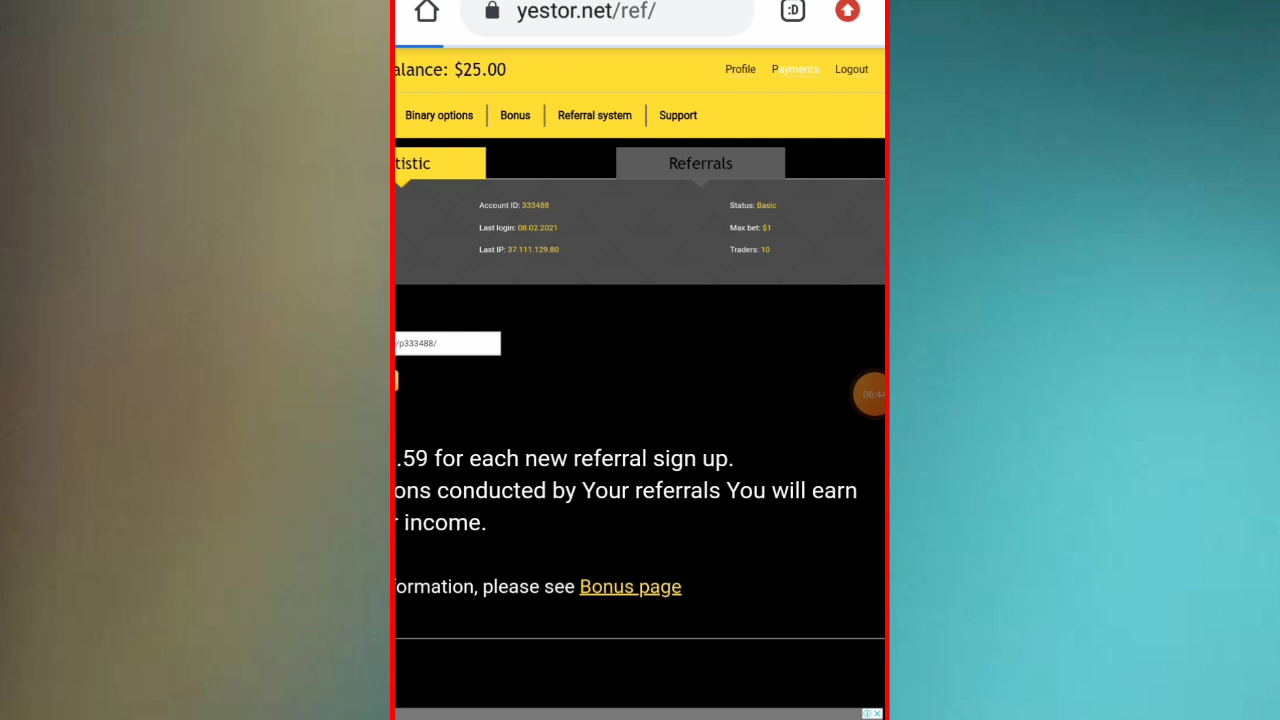 :D
yestor.net/ref/
alance: $25.00
Profile
Payments
Logout
Binary options
Bonus
Referral system
Support
tistic
Referrals
Account ID: 333488
Status: Basic
Last login: 08.02.2021
Max bet: $1
Last IP: 37.111.129.80
Traders: 10
/p333488/
06:44
.59 for each new referral sign up.
ons conducted by Your referrals You will earn
r income.
formation, please see Bonus page